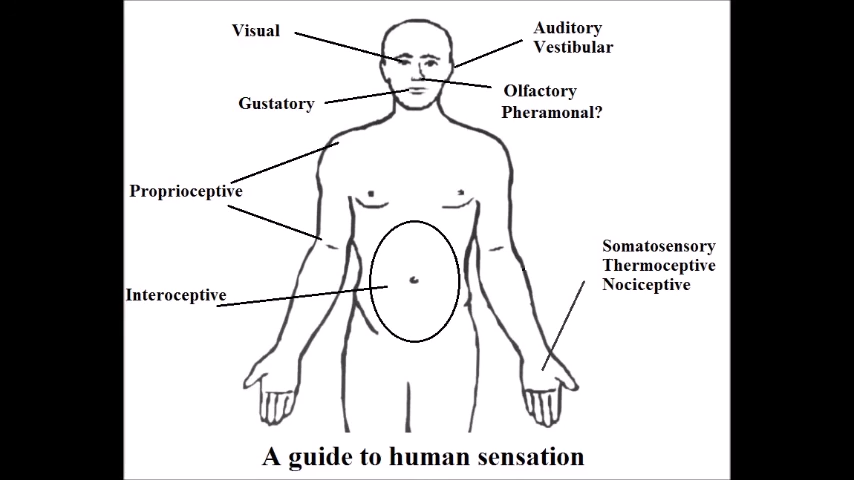 Visual
Auditory
Vestibular
Gustatory
Olfactory
Pheramonal?
Proprioceptive
Interoceptive
Somatosensory
Thermoceptive
Nociceptive
A guide to human sensation